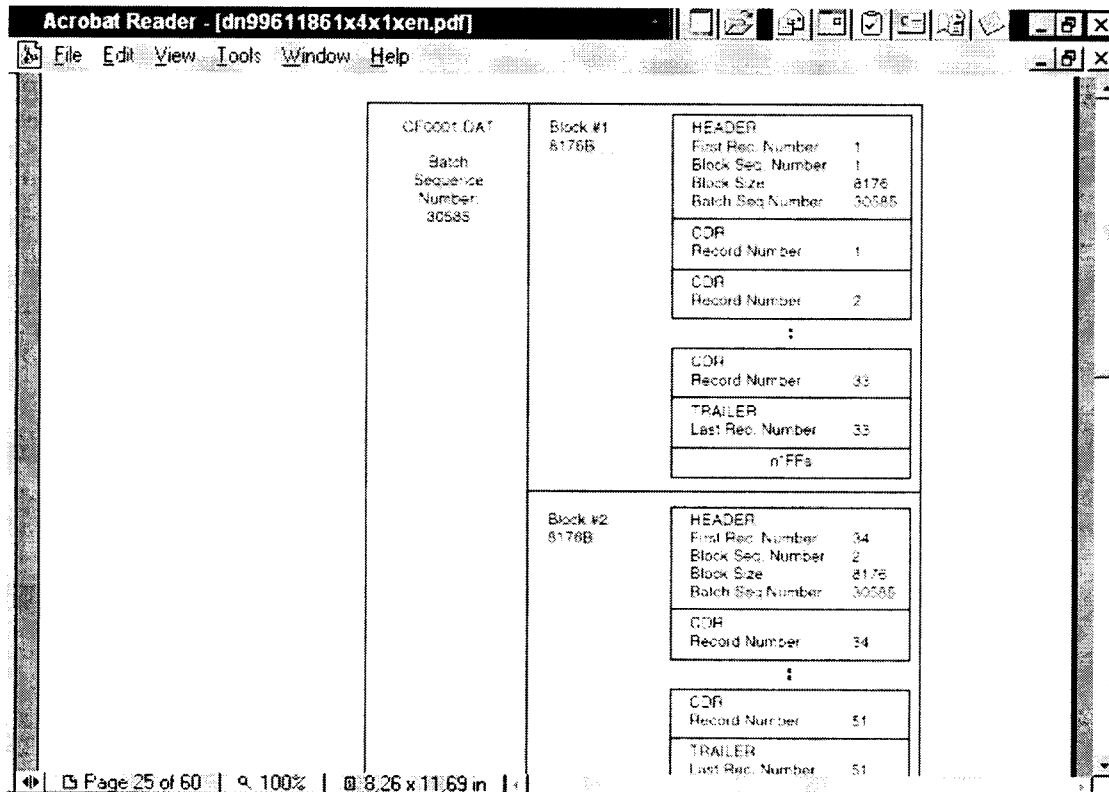 Acrobat Reader - [dn99611861x4x1xen.pdf]
File Edit View Tools Window Help
CF0001.DAT
Batch
Sequence
Number:
30585
Block #1
8176B
HEADER
First Rec. Number 1
Block Seq. Number 1
Block Size 8176
Batch Seq Number 30585
CDR
Record Number 1
CDR
Record Number 2
:
CDR
Record Number 33
TRAILER
Last Rec. Number 33
n*FFs
Block #2
8176B
HEADER
First Rec. Number 34
Block Seq. Number 2
Block Size 8176
Batch Seq Number 30585
CDR
Record Number 34
:
CDR
Record Number 51
TRAILER
Last Rec. Number 51
Page 25 of 60 100% 8,26 x 11,69 in